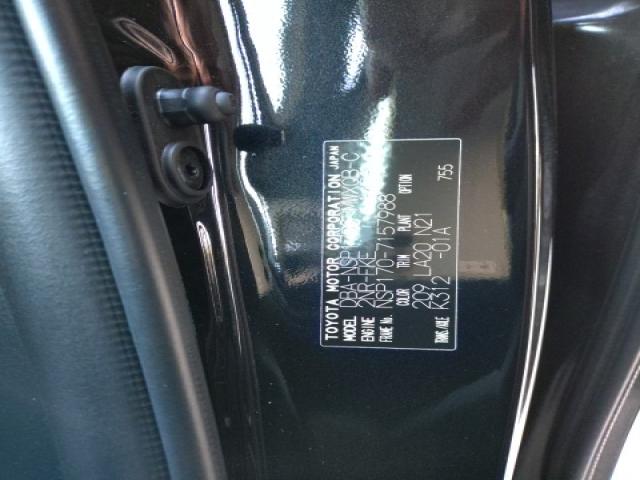 TOYOTA MOTOR CORPORATION JAPAN
MODEL
ENGINE 2NR-FKE
FRAME No. NSP170-7157988
COLOR TRIM PLANT OPTION
209 LA20 N21 755
K312 -01A
TRANS/AXLE